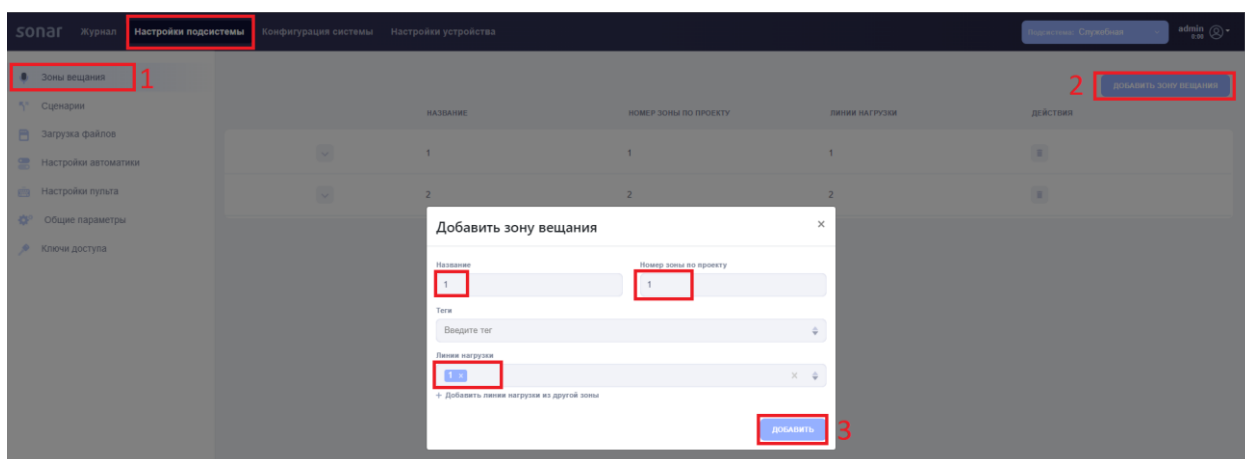 sonar Журнал Настройки подсистемы Конфигурация системы Настройки устройства Подсистема: Служебная admin
0:00
Зоны вещания 1
2 ДОБАВИТЬ ЗОНУ ВЕЩАНИЯ
Сценарии
НАЗВАНИЕ НОМЕР ЗОНЫ ПО ПРОЕКТУ ЛИНИИ НАГРУЗКИ ДЕЙСТВИЯ
Загрузка файлов
1 1 1
Настройки автоматики
Настройки пульта
2 2 2
Общие параметры
Ключи доступа
Добавить зону вещания ×
Название Номер зоны по проекту
1 1
Теги
Введите тег
Линии нагрузки
1 ×
+ Добавить линии нагрузки из другой зоны
ДОБАВИТЬ 3